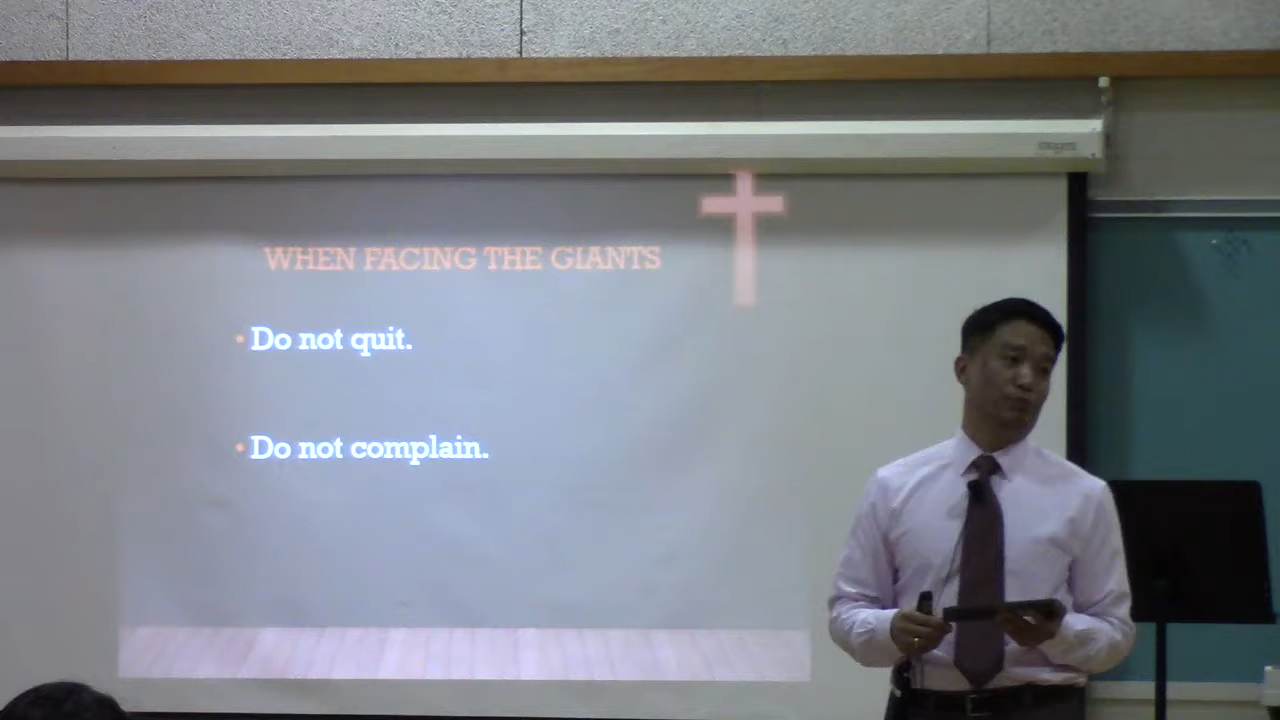 WHEN FACING THE GIANTS
• Do not quit.
• Do not complain.